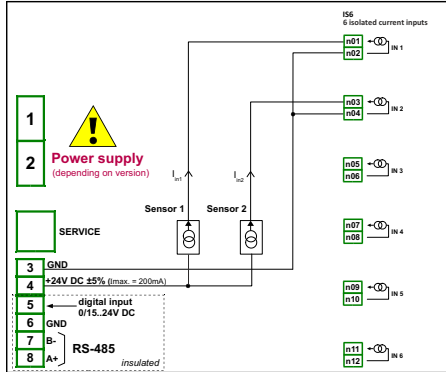 IS6
6 isolated current inputs
n01
n02
IN 1
n03
n04
IN 2
n05
n06
IN 3
n07
n08
IN 4
n09
n10
IN 5
n11
n12
IN 6
1
2
Power supply
(depending on version)
Iin1
Iin2
Sensor 1
Sensor 2
SERVICE
3 GND
4 +24V DC ±5% (Imax. = 200mA)
5 digital input
0/15..24V DC
6 GND
7 B-
8 A+
RS-485
insulated